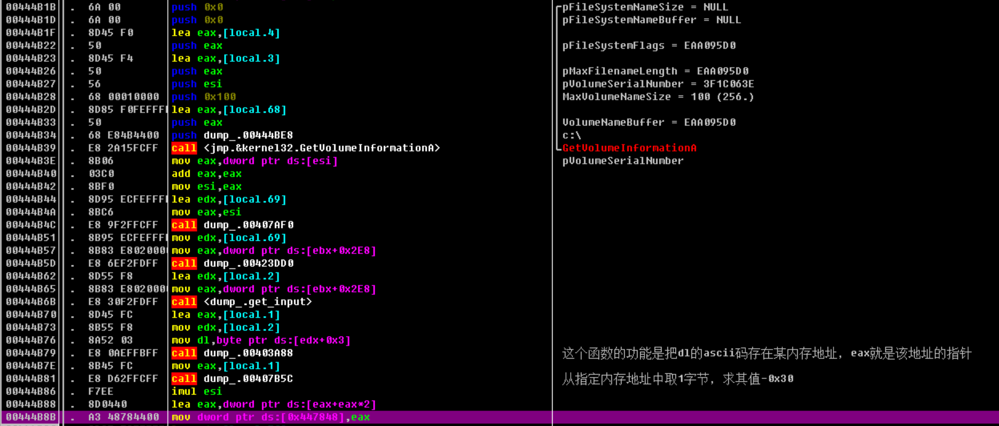 00444B1B . 6A 00 push 0x0 pFileSystemNameSize = NULL
00444B1D . 6A 00 push 0x0 pFileSystemNameBuffer = NULL
00444B1F . 8D45 F0 lea eax,[local.4]
00444B22 . 50 push eax pFileSystemFlags = EAA095D0
00444B23 . 8D45 F4 lea eax,[local.3]
00444B26 . 50 push eax pMaxFilenameLength = EAA095D0
00444B27 . 56 push esi pVolumeSerialNumber = 3F1C063E
00444B28 . 68 00010000 push 0x100 MaxVolumeNameSize = 100 (256.)
00444B2D . 8D85 F0FEFFF lea eax,[local.68]
00444B33 . 50 push eax VolumeNameBuffer = EAA095D0
00444B34 . 68 E84B4400 push dump_.00444BE8 c:\
00444B39 . E8 2A15FCFF call <jmp.&kernel32.GetVolumeInformationA> GetVolumeInformationA
00444B3E . 8B06 mov eax,dword ptr ds:[esi] pVolumeSerialNumber
00444B40 . 03C0 add eax,eax
00444B42 . 8BF0 mov esi,eax
00444B44 . 8D95 ECFEFFF lea edx,[local.69]
00444B4A . 8BC6 mov eax,esi
00444B4C . E8 9F2FFCFF call dump_.00407AF0
00444B51 . 8B95 ECFEFFF mov edx,[local.69]
00444B57 . 8B83 E802000 mov eax,dword ptr ds:[ebx+0x2E8]
00444B5D . E8 6EF2FDFF call dump_.00423DD0
00444B62 . 8D55 F8 lea edx,[local.2]
00444B65 . 8B83 E802000 mov eax,dword ptr ds:[ebx+0x2E8]
00444B6B . E8 30F2FDFF call <dump_.get_input>
00444B70 . 8D45 FC lea eax,[local.1]
00444B73 . 8B55 F8 mov edx,[local.2]
00444B76 . 8A52 03 mov dl,byte ptr ds:[edx+0x3]
00444B79 . E8 0AEFFBFF call dump_.00403A88 这个函数的功能是把dl的ascii码存在某内存地址，eax就是该地址的指针
00444B7E . 8B45 FC mov eax,[local.1]
00444B81 . E8 D62FFCFF call dump_.00407B5C 从指定内存地址中取1字节，求其值-0x30
00444B86 . F7EE imul esi
00444B88 . 8D0440 lea eax,dword ptr ds:[eax+eax*2]
00444B8B . A3 48784400 mov dword ptr ds:[0x447848],eax